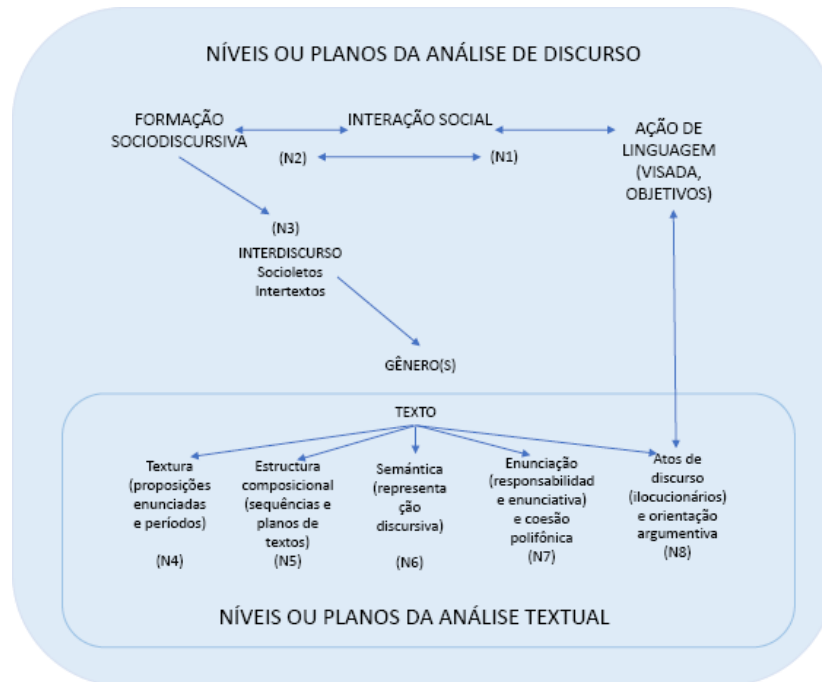 NÍVEIS OU PLANOS DA ANÁLISE DE DISCURSO
FORMAÇÃO
SOCIODISCURSIVA
INTERAÇÃO SOCIAL
AÇÃO DE
LINGUAGEM
(VISADA,
OBJETIVOS)
(N2)
(N1)
(N3)
INTERDISCURSO
Socioletos
Intertextos
GÊNERO(S)
TEXTO
Textura
(proposições
enunciadas
e períodos)
(N4)
Estructura
composicional
(sequências e
planos de
textos)
(N5)
Semántica
(representa
ção
discursiva)
(N6)
Enunciação
(responsabilidad
e enunciativa)
e coesão
polifônica
(N7)
Atos de
discurso
(ilocucionários)
e orientação
argumentiva
(N8)
NÍVEIS OU PLANOS DA ANÁLISE TEXTUAL